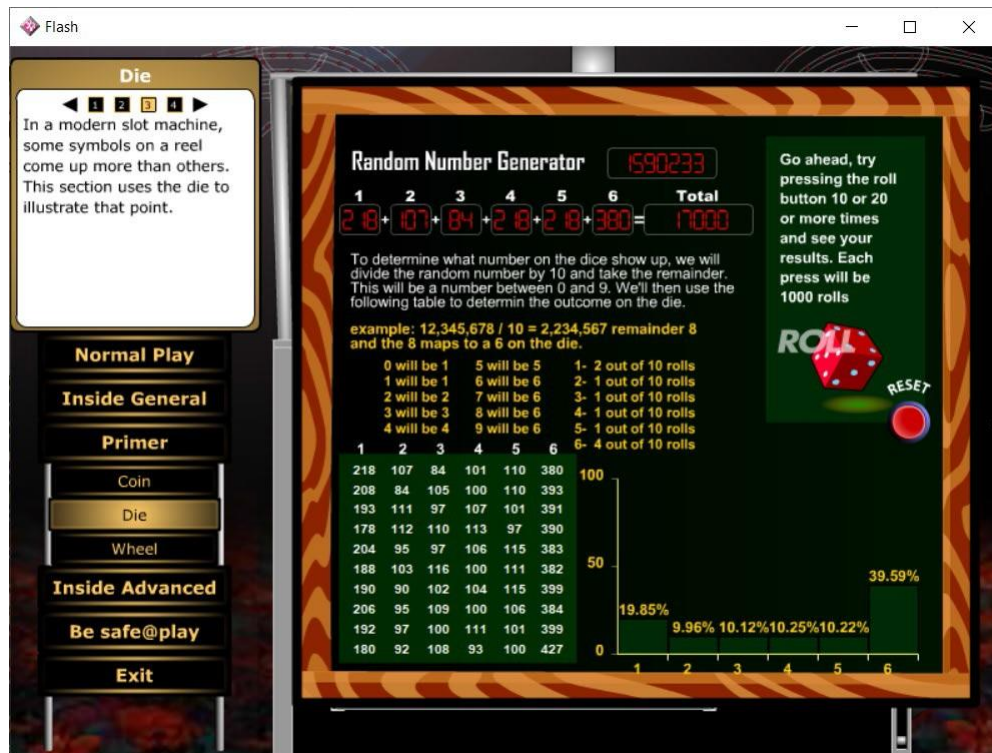 Flash
Die
1 2 3 4
In a modern slot machine,
some symbols on a reel
come up more than others.
This section uses the die to
illustrate that point.
Normal Play
Inside General
Primer
Coin
Die
Wheel
Inside Advanced
Be safe@play
Exit
Random Number Generator 1590233
1 2 3 4 5 6 Total
218+107+84+218+218+380= 17000
To determine what number on the dice show up, we will
divide the random number by 10 and take the remainder.
This will be a number between 0 and 9. We'll then use the
following table to determin the outcome on the die.
example: 12,345,678 / 10 = 2,234,567 remainder 8
and the 8 maps to a 6 on the die.
0 will be 1 5 will be 5 1- 2 out of 10 rolls
1 will be 1 6 will be 6 2- 1 out of 10 rolls
2 will be 2 7 will be 6 3- 1 out of 10 rolls
3 will be 3 8 will be 6 4- 1 out of 10 rolls
4 will be 4 9 will be 6 5- 1 out of 10 rolls
6- 4 out of 10 rolls
1 2 3 4 5 6
218 107 84 101 110 380
208 84 105 100 110 393
193 111 97 107 101 391
178 112 110 113 97 390
204 95 97 106 115 383
188 103 116 100 111 382
190 90 102 104 115 399
206 95 109 100 106 384
192 97 100 111 101 399
180 92 108 93 100 427
100
50
0
19.85% 9.96% 10.12% 10.25% 10.22% 39.59%
1 2 3 4 5 6
Go ahead, try
pressing the roll
button 10 or 20
or more times
and see your
results. Each
press will be
1000 rolls
ROLL
RESET